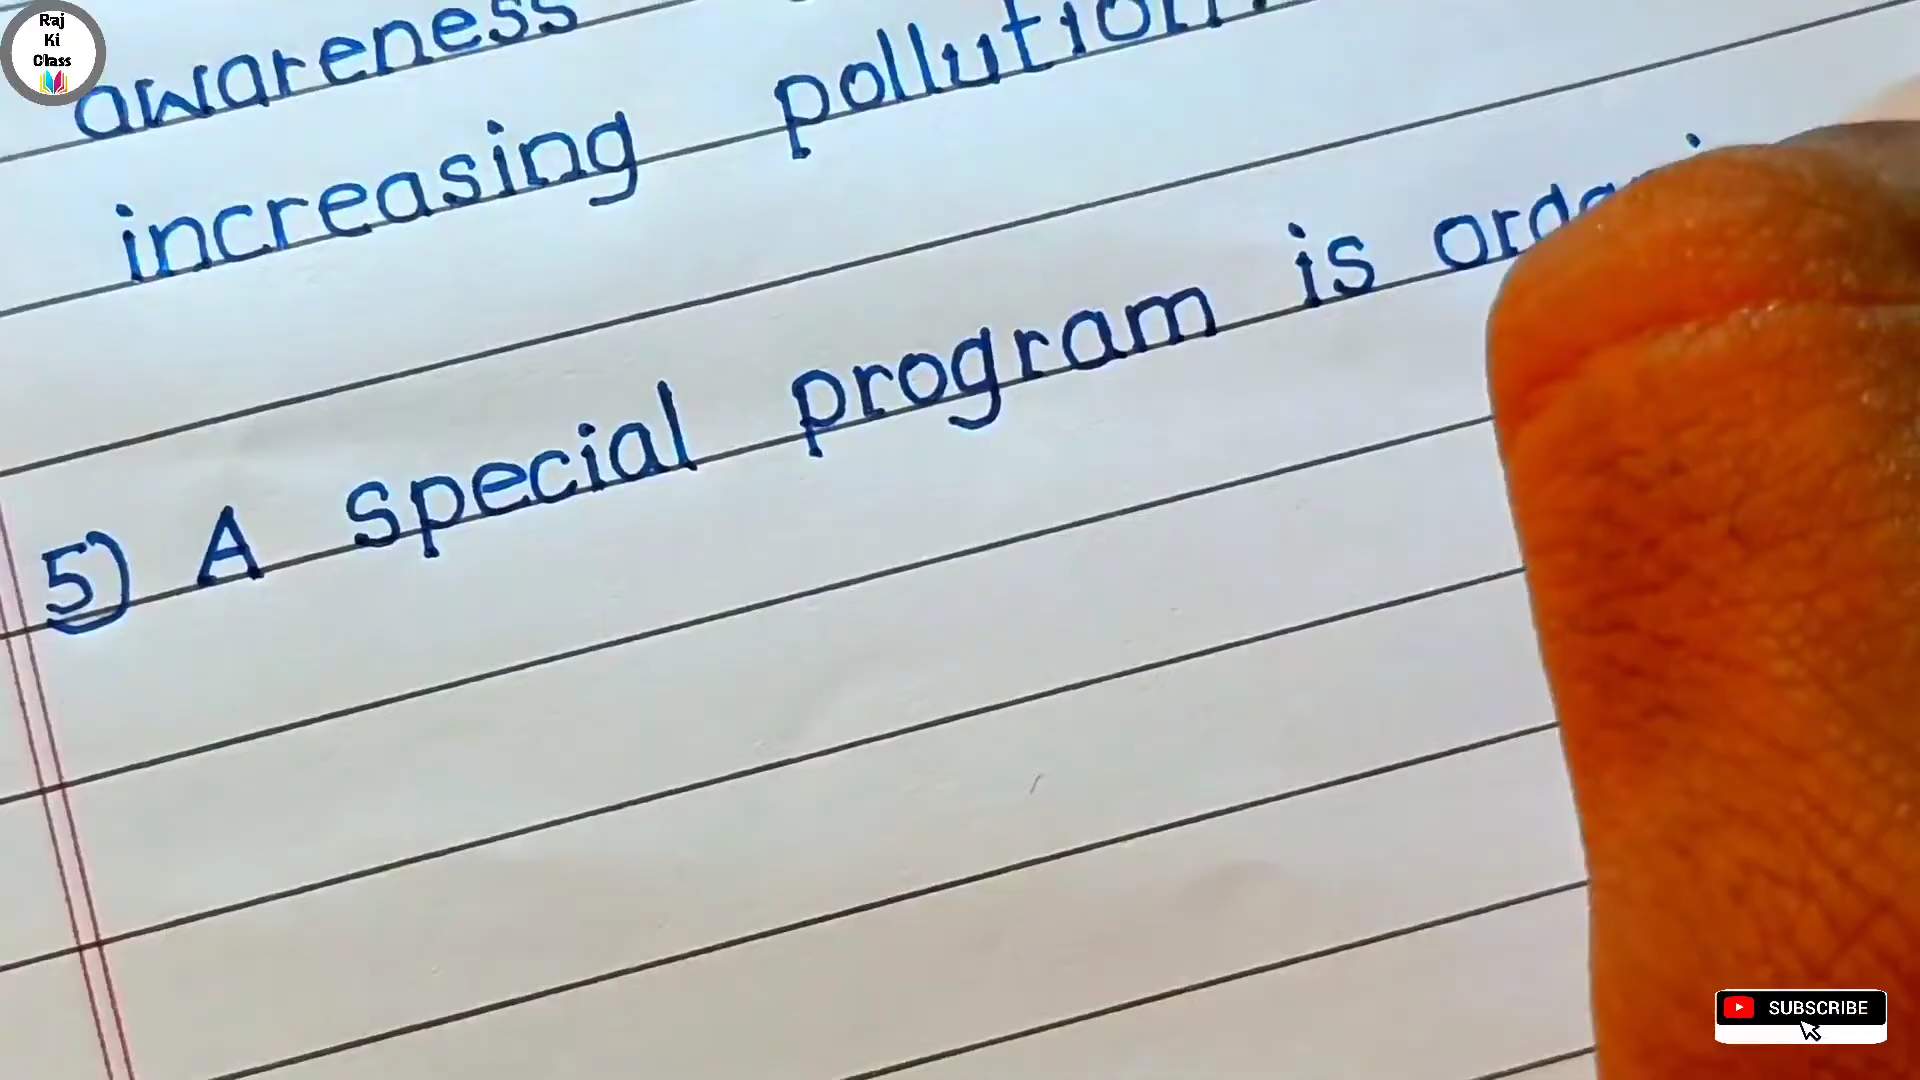 Raj
Ki
Class
awareness
increasing pollution.
5) A special program is
SUBSCRIBE